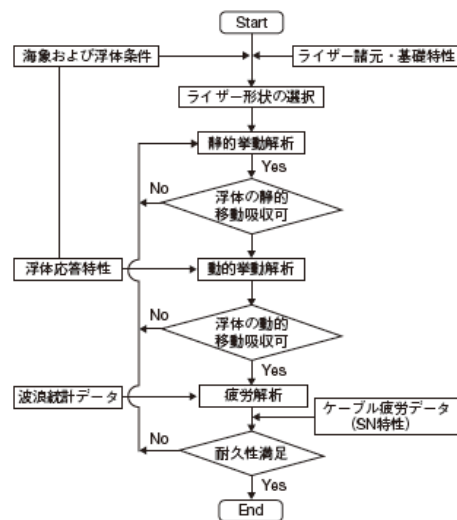 Start
海象および浮体条件
ライザー諸元・基礎特性
ライザー形状の選択
静的挙動解析
Yes
No
浮体の静的
移動吸収可
浮体応答特性
動的挙動解析
No
浮体の動的
移動吸収可
Yes
波浪統計データ
疲労解析
ケーブル疲労データ
(SN特性)
No
耐久性満足
Yes
End